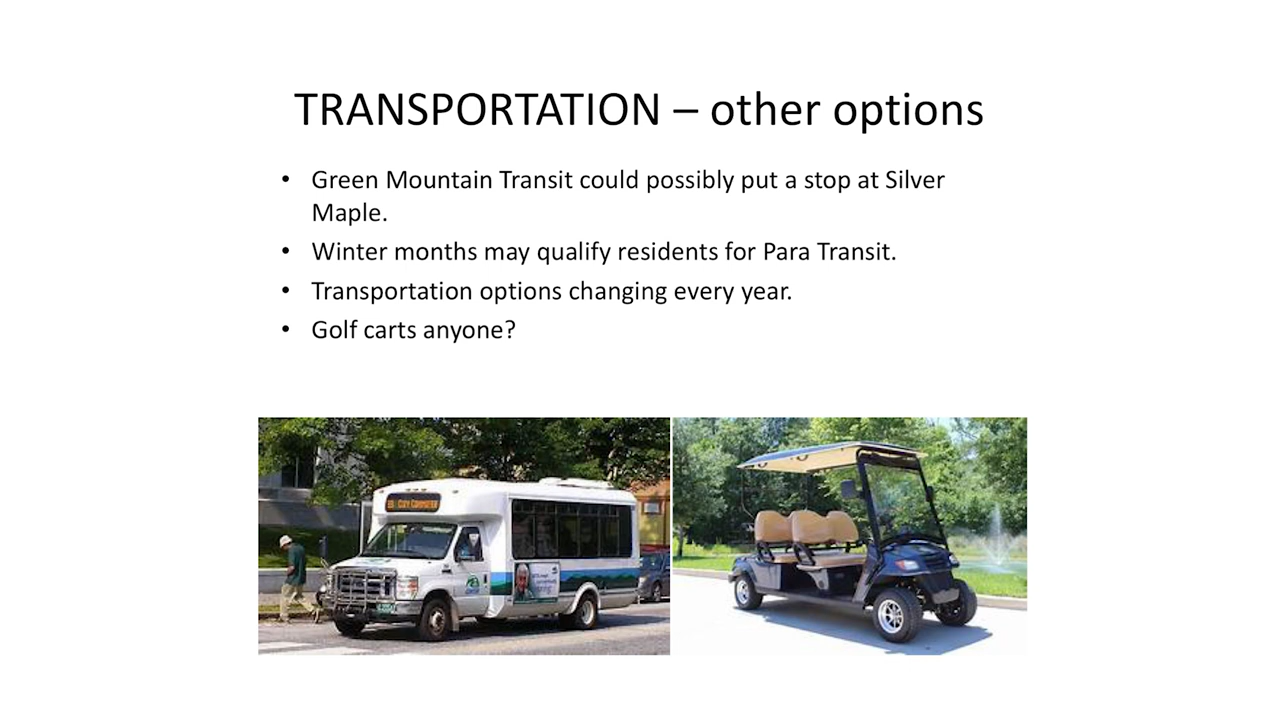 TRANSPORTATION – other options
• Green Mountain Transit could possibly put a stop at Silver
Maple.
• Winter months may qualify residents for Para Transit.
• Transportation options changing every year.
• Golf carts anyone?